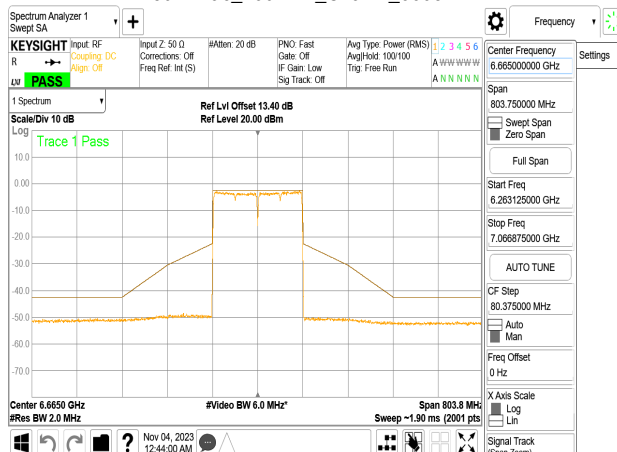 Spectrum Analyzer 1
Swept SA
Frequency
KEYSIGHT
R
LXI
PASS
Input: RF
Coupling: DC
Align: Off
Input Z: 50 Ω
Corrections: Off
Freq Ref: Int (S)
#Atten: 20 dB
PNO: Fast
Gate: Off
IF Gain: Low
Sig Track: Off
Avg Type: Power (RMS)
Avg|Hold: 100/100
Trig: Free Run
1 2 3 4 5 6
A W W W W W
A N N N N N
Center Frequency
6.665000000 GHz
Settings
Span
803.750000 MHz
Swept Span
Zero Span
Full Span
Start Freq
6.263125000 GHz
Stop Freq
7.066875000 GHz
AUTO TUNE
CF Step
80.375000 MHz
Auto
Man
Freq Offset
0 Hz
X Axis Scale
Log
Lin
Signal Track
1 Spectrum
Scale/Div 10 dB
Ref Lvl Offset 13.40 dB
Ref Level 20.00 dBm
Log
Trace 1 Pass
10.0
0.00
-10.0
-20.0
-30.0
-40.0
-50.0
-60.0
-70.0
Center 6.6650 GHz
#Video BW 6.0 MHz*
Span 803.8 MHz
#Res BW 2.0 MHz
Sweep ~1.90 ms (2001 pts
?
Nov 04, 2023
12:44:00 AM